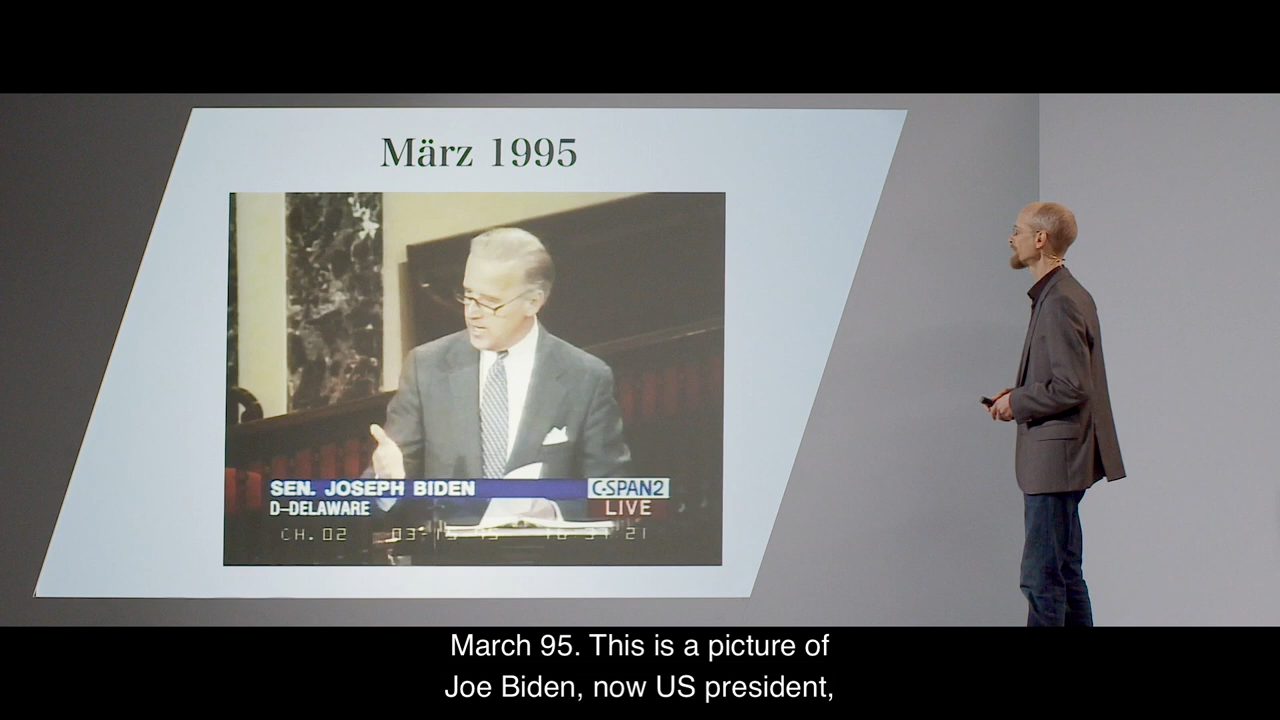 März 1995
SEN. JOSEPH BIDEN
C-SPAN2
D-DELAWARE
LIVE
CH. 02
March 95. This is a picture of
Joe Biden, now US president,